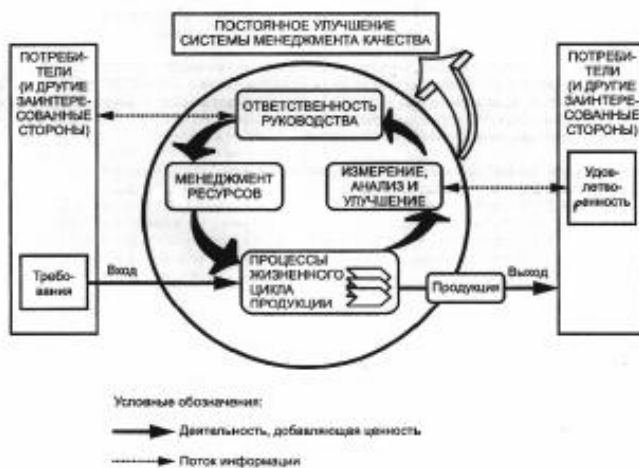 ПОСТОЯННОЕ УЛУЧШЕНИЕ
СИСТЕМЫ МЕНЕДЖМЕНТА КАЧЕСТВА
ПОТРЕБИ-
ТЕЛИ
(И ДРУГИЕ
ЗАИНТЕРЕ-
СОВАННЫЕ
СТОРОНЫ)
ПОТРЕБИ-
ТЕЛИ
(И ДРУГИЕ
ЗАИНТЕРЕ-
СОВАННЫЕ
СТОРОНЫ)
ОТВЕТСТВЕННОСТЬ
РУКОВОДСТВА
МЕНЕДЖМЕНТ
РЕСУРСОВ
ИЗМЕРЕНИЕ,
АНАЛИЗ И
УЛУЧШЕНИЕ
Удов-
летво-
ренность
Требо-
вания
Вход
ПРОЦЕССЫ
ЖИЗНЕННОГО
ЦИКЛА
ПРОДУКЦИИ
Продукция
Выход
Условные обозначения:
Деятельность, добавляющая ценность
Поток информации